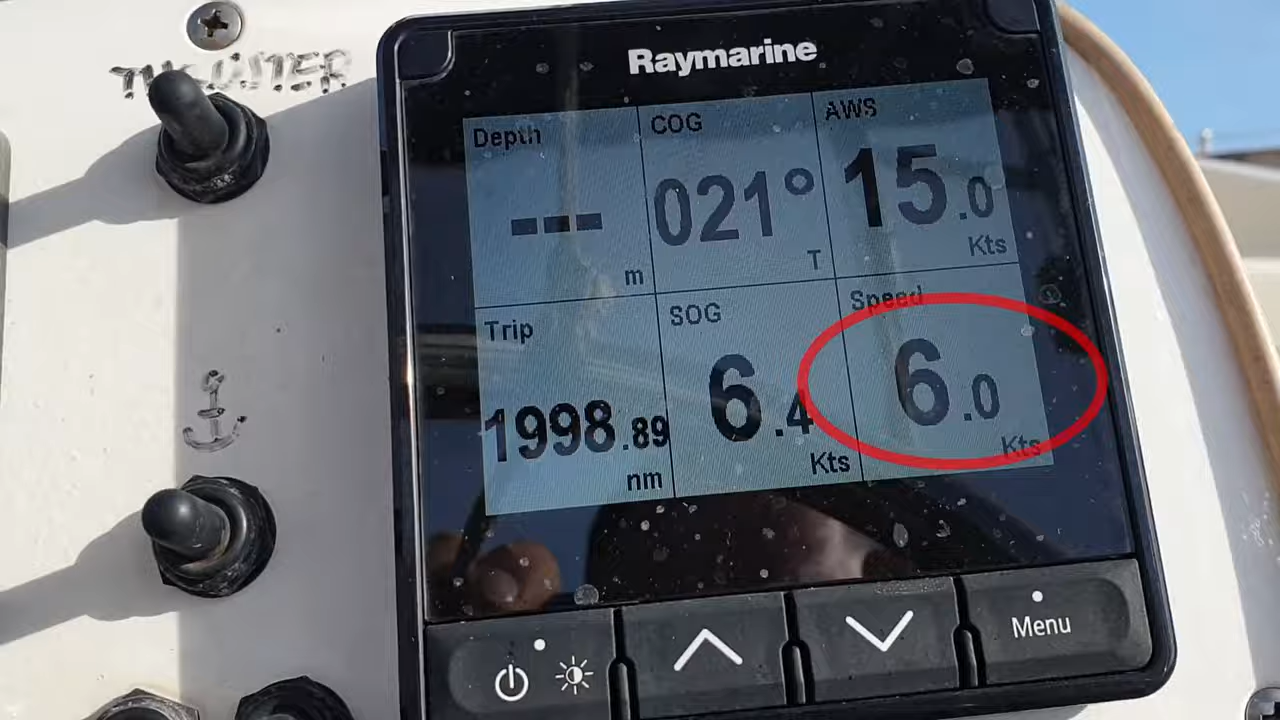 THRUSTER
Raymarine
Depth
---
m
COG
021°
T
AWS
15.0
Kts
Trip
1998.89
nm
SOG
6.4
Kts
Speed
6.0
Kts
Menu